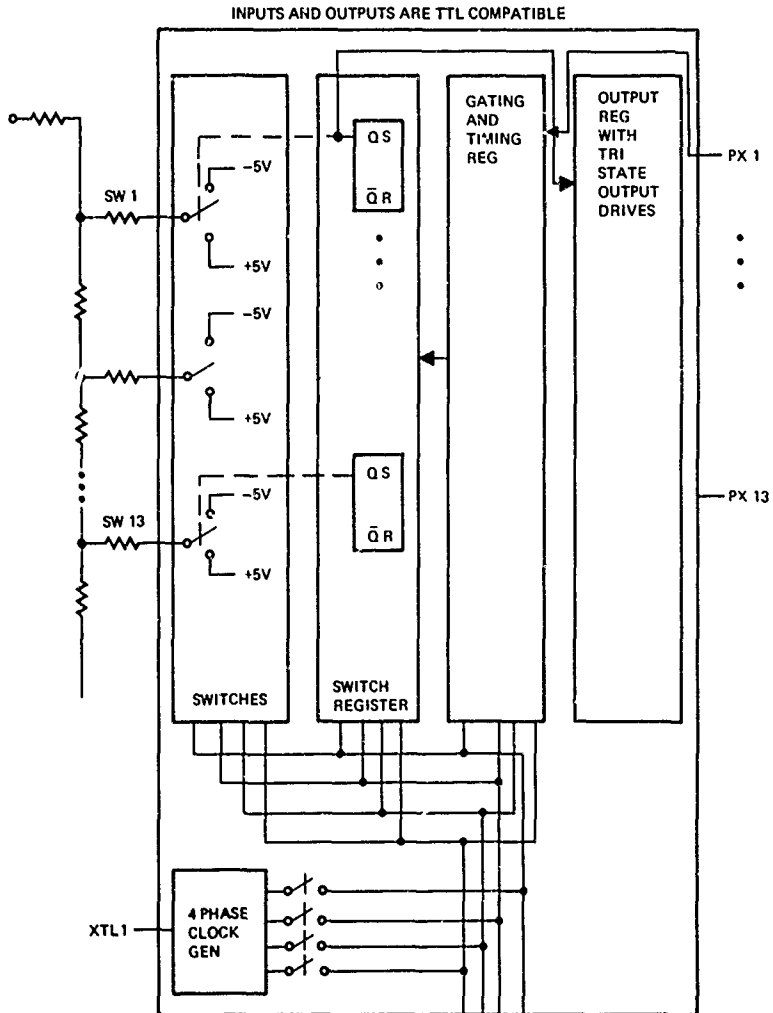 INPUTS AND OUTPUTS ARE TTL COMPATIBLE
GATING
AND
TIMING
REG
OUTPUT
REG
WITH
TRI
STATE
OUTPUT
DRIVES
Q S
Q̅ R
PX 1
SW 1
-5V
+5V
-5V
+5V
Q S
Q̅ R
PX 13
SW 13
-5V
+5V
SWITCHES
SWITCH
REGISTER
XTL1
4 PHASE
CLOCK
GEN